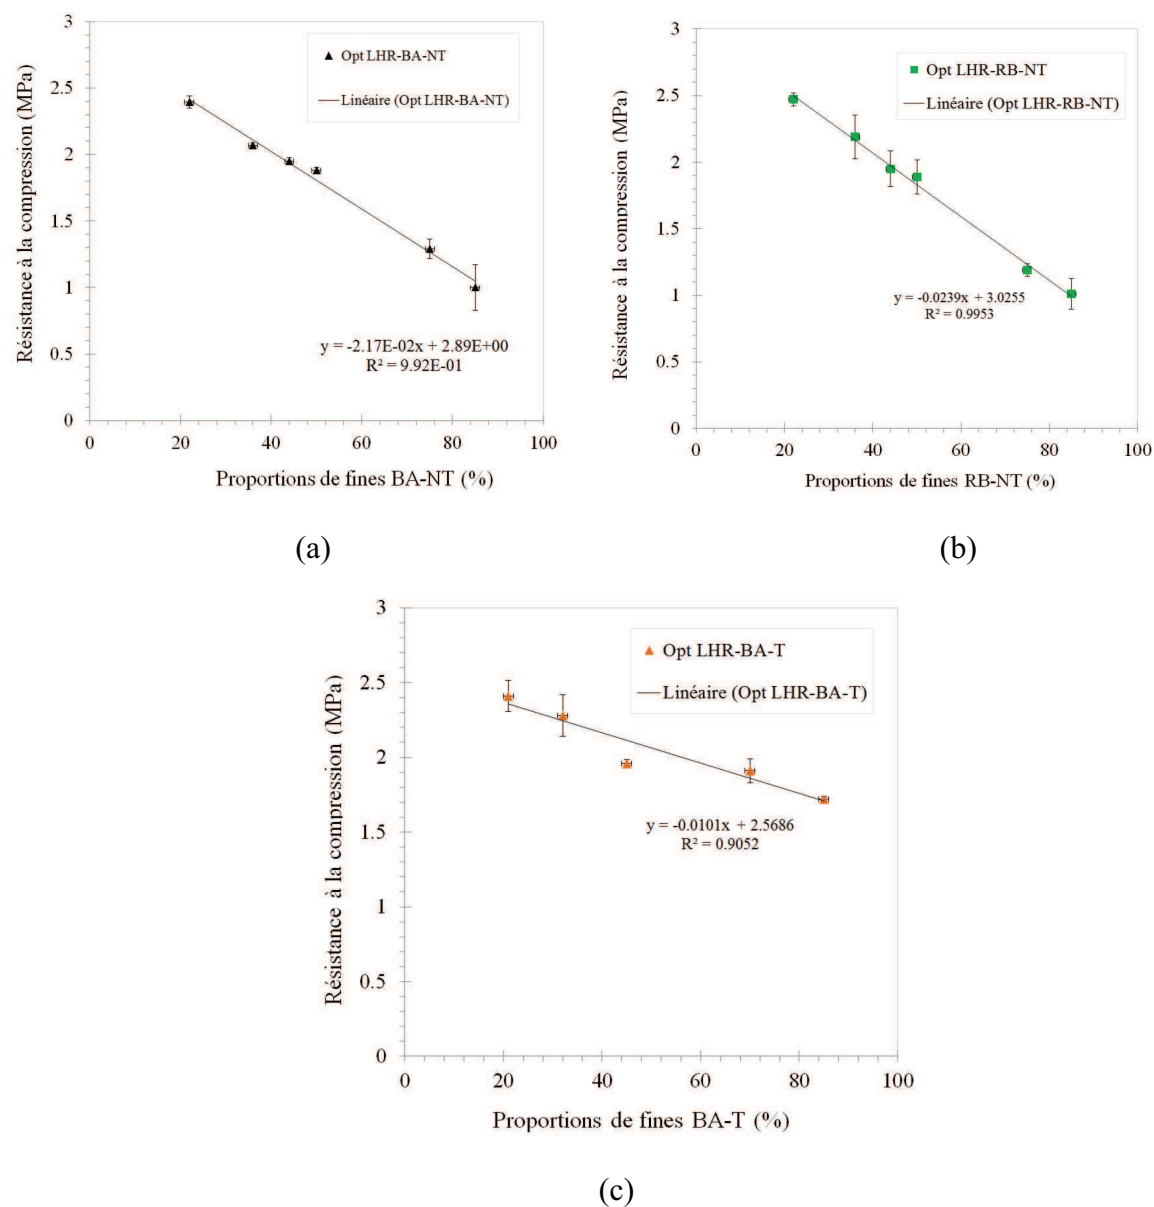 3
2.5
2
1.5
1
0.5
0
Résistance à la compression (MPa)
Opt LHR-BA-NT
Linéaire (Opt LHR-BA-NT)
y = -2.17E-02x + 2.89E+00
R² = 9.92E-01
0 20 40 60 80 100
Proportions de fines BA-NT (%)
(a)
3
2.5
2
1.5
1
0.5
0
Résistance à la compression (MPa)
Opt LHR-RB-NT
Linéaire (Opt LHR-RB-NT)
y = -0.0239x + 3.0255
R² = 0.9953
0 20 40 60 80 100
Proportions de fines RB-NT (%)
(b)
3
2.5
2
1.5
1
0.5
0
Résistance à la compression (MPa)
Opt LHR-BA-T
Linéaire (Opt LHR-BA-T)
y = -0.0101x + 2.5686
R² = 0.9052
0 20 40 60 80 100
Proportions de fines BA-T (%)
(c)